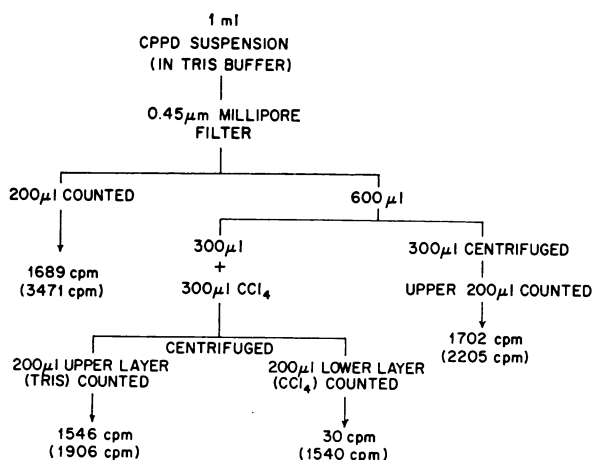 1 ml
CPPD SUSPENSION
(IN TRIS BUFFER)
0.45μm MILLIPORE
FILTER
200μl COUNTED
600 μl
1689 cpm
(3471 cpm)
300μl
+
300μl CCl4
300μl CENTRIFUGED
UPPER 200μl COUNTED
1702 cpm
(2205 cpm)
CENTRIFUGED
200μl UPPER LAYER
(TRIS) COUNTED
200μl LOWER LAYER
(CCl4) COUNTED
1546 cpm
(1906 cpm)
30 cpm
(1540 cpm)